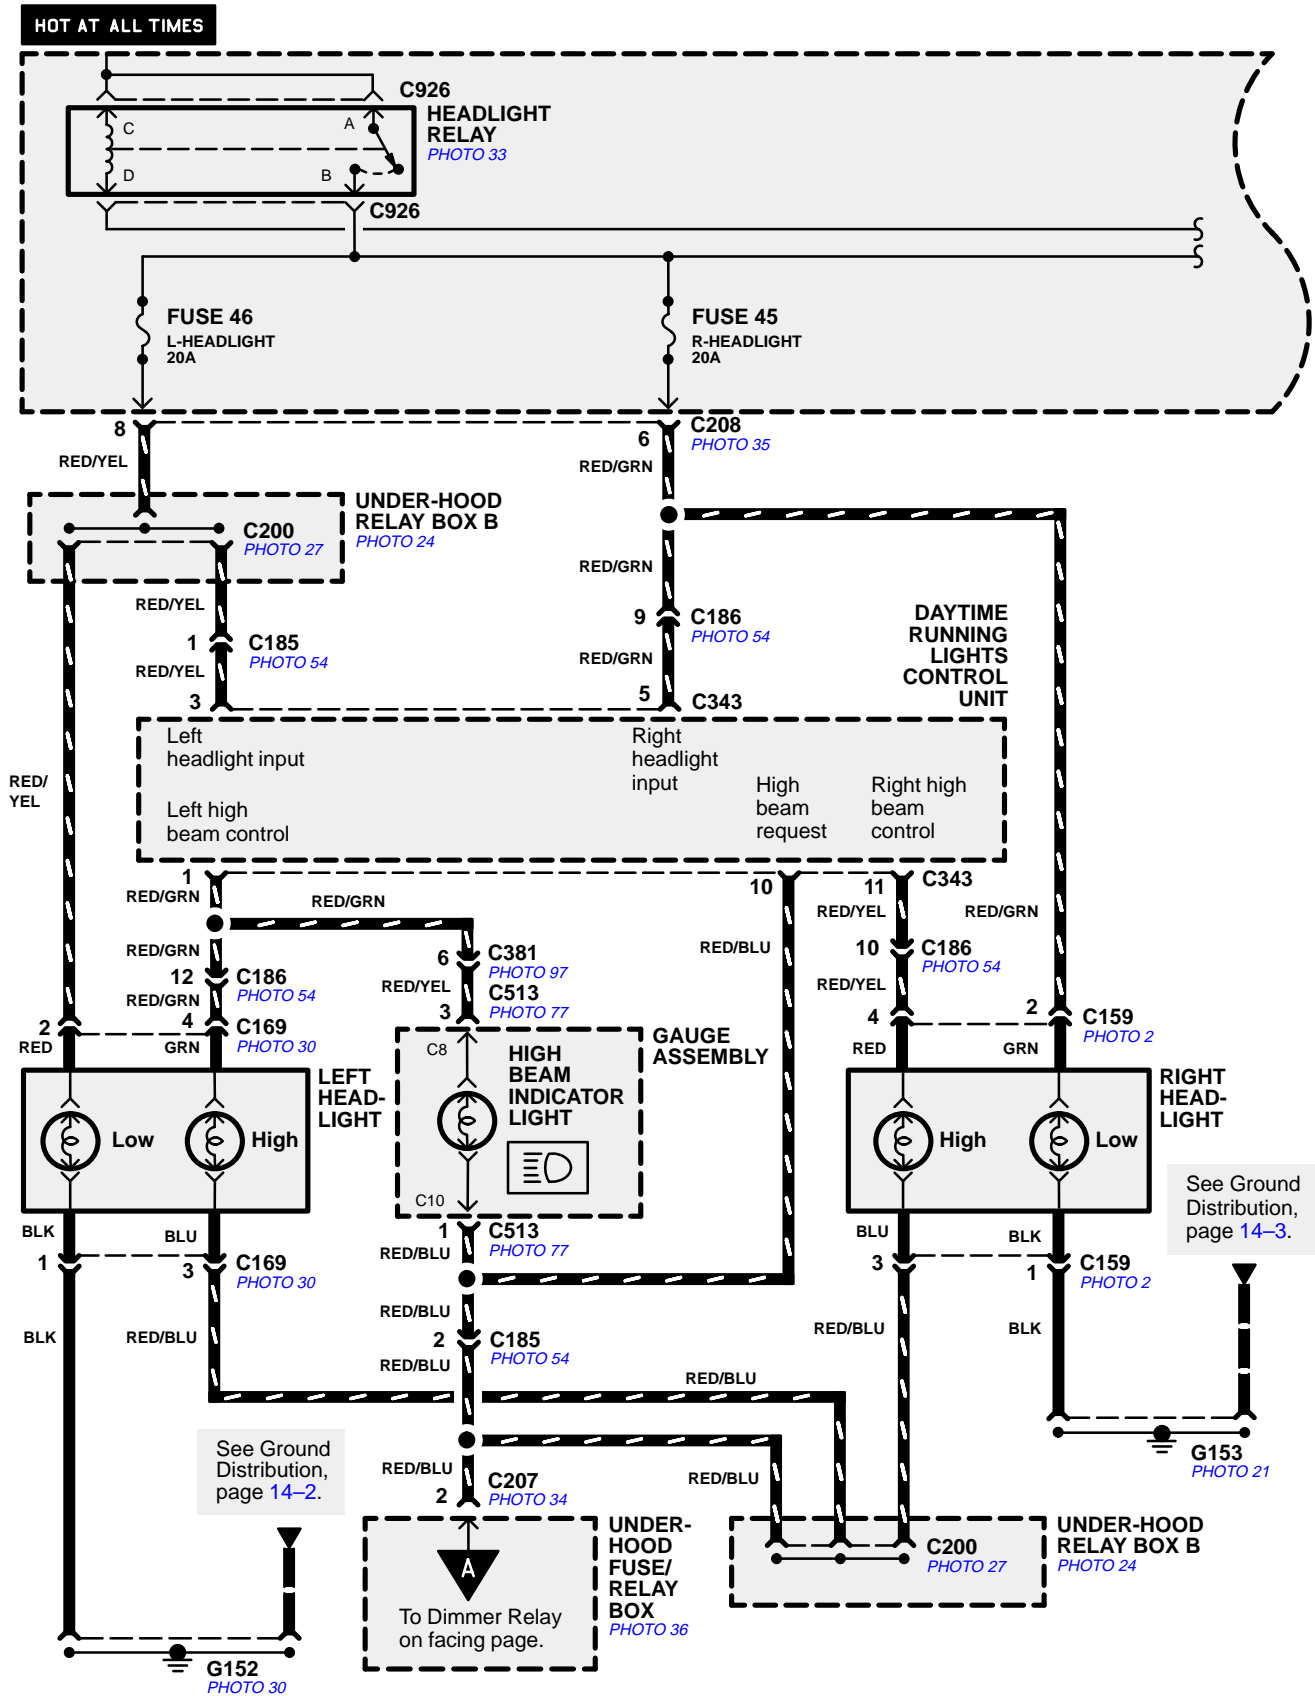 HOT AT ALL TIMES
C926
HEADLIGHT
RELAY
PHOTO 33
C
A
D
B
C926
FUSE 46
L-HEADLIGHT
20A
FUSE 45
R-HEADLIGHT
20A
8
6
C208
PHOTO 35
RED/YEL
RED/GRN
UNDER-HOOD
RELAY BOX B
PHOTO 24
C200
PHOTO 27
RED/GRN
RED/YEL
9
C186
PHOTO 54
1
C185
PHOTO 54
RED/YEL
RED/GRN
DAYTIME
RUNNING
LIGHTS
CONTROL
UNIT
3
5
C343
Left
headlight input
Right
headlight
input
Left high
beam control
High
beam
request
Right high
beam
control
RED/
YEL
1
10
11
C343
RED/GRN
RED/GRN
RED/YEL
RED/GRN
RED/GRN
RED/BLU
6
C381
PHOTO 97
10
C186
PHOTO 54
12
C186
PHOTO 54
RED/YEL
C513
PHOTO 77
RED/YEL
RED/GRN
3
2
4
C169
PHOTO 30
4
2
C159
PHOTO 2
RED
GRN
RED
GRN
GAUGE
ASSEMBLY
C8
HIGH
BEAM
INDICATOR
LIGHT
LEFT
HEAD-
LIGHT
RIGHT
HEAD-
LIGHT
Low
High
High
Low
C10
See Ground
Distribution,
page 14–3.
BLK
BLU
1
C513
PHOTO 77
BLU
BLK
RED/BLU
1
3
C169
PHOTO 30
3
1
C159
PHOTO 2
RED/BLU
BLK
RED/BLU
2
C185
PHOTO 54
RED/BLU
BLK
RED/BLU
RED/BLU
See Ground
Distribution,
page 14–2.
G153
PHOTO 21
RED/BLU
2
C207
PHOTO 34
RED/BLU
UNDER-
HOOD
FUSE/
RELAY
BOX
PHOTO 36
C200
PHOTO 27
UNDER-HOOD
RELAY BOX B
PHOTO 24
A
To Dimmer Relay
on facing page.
G152
PHOTO 30